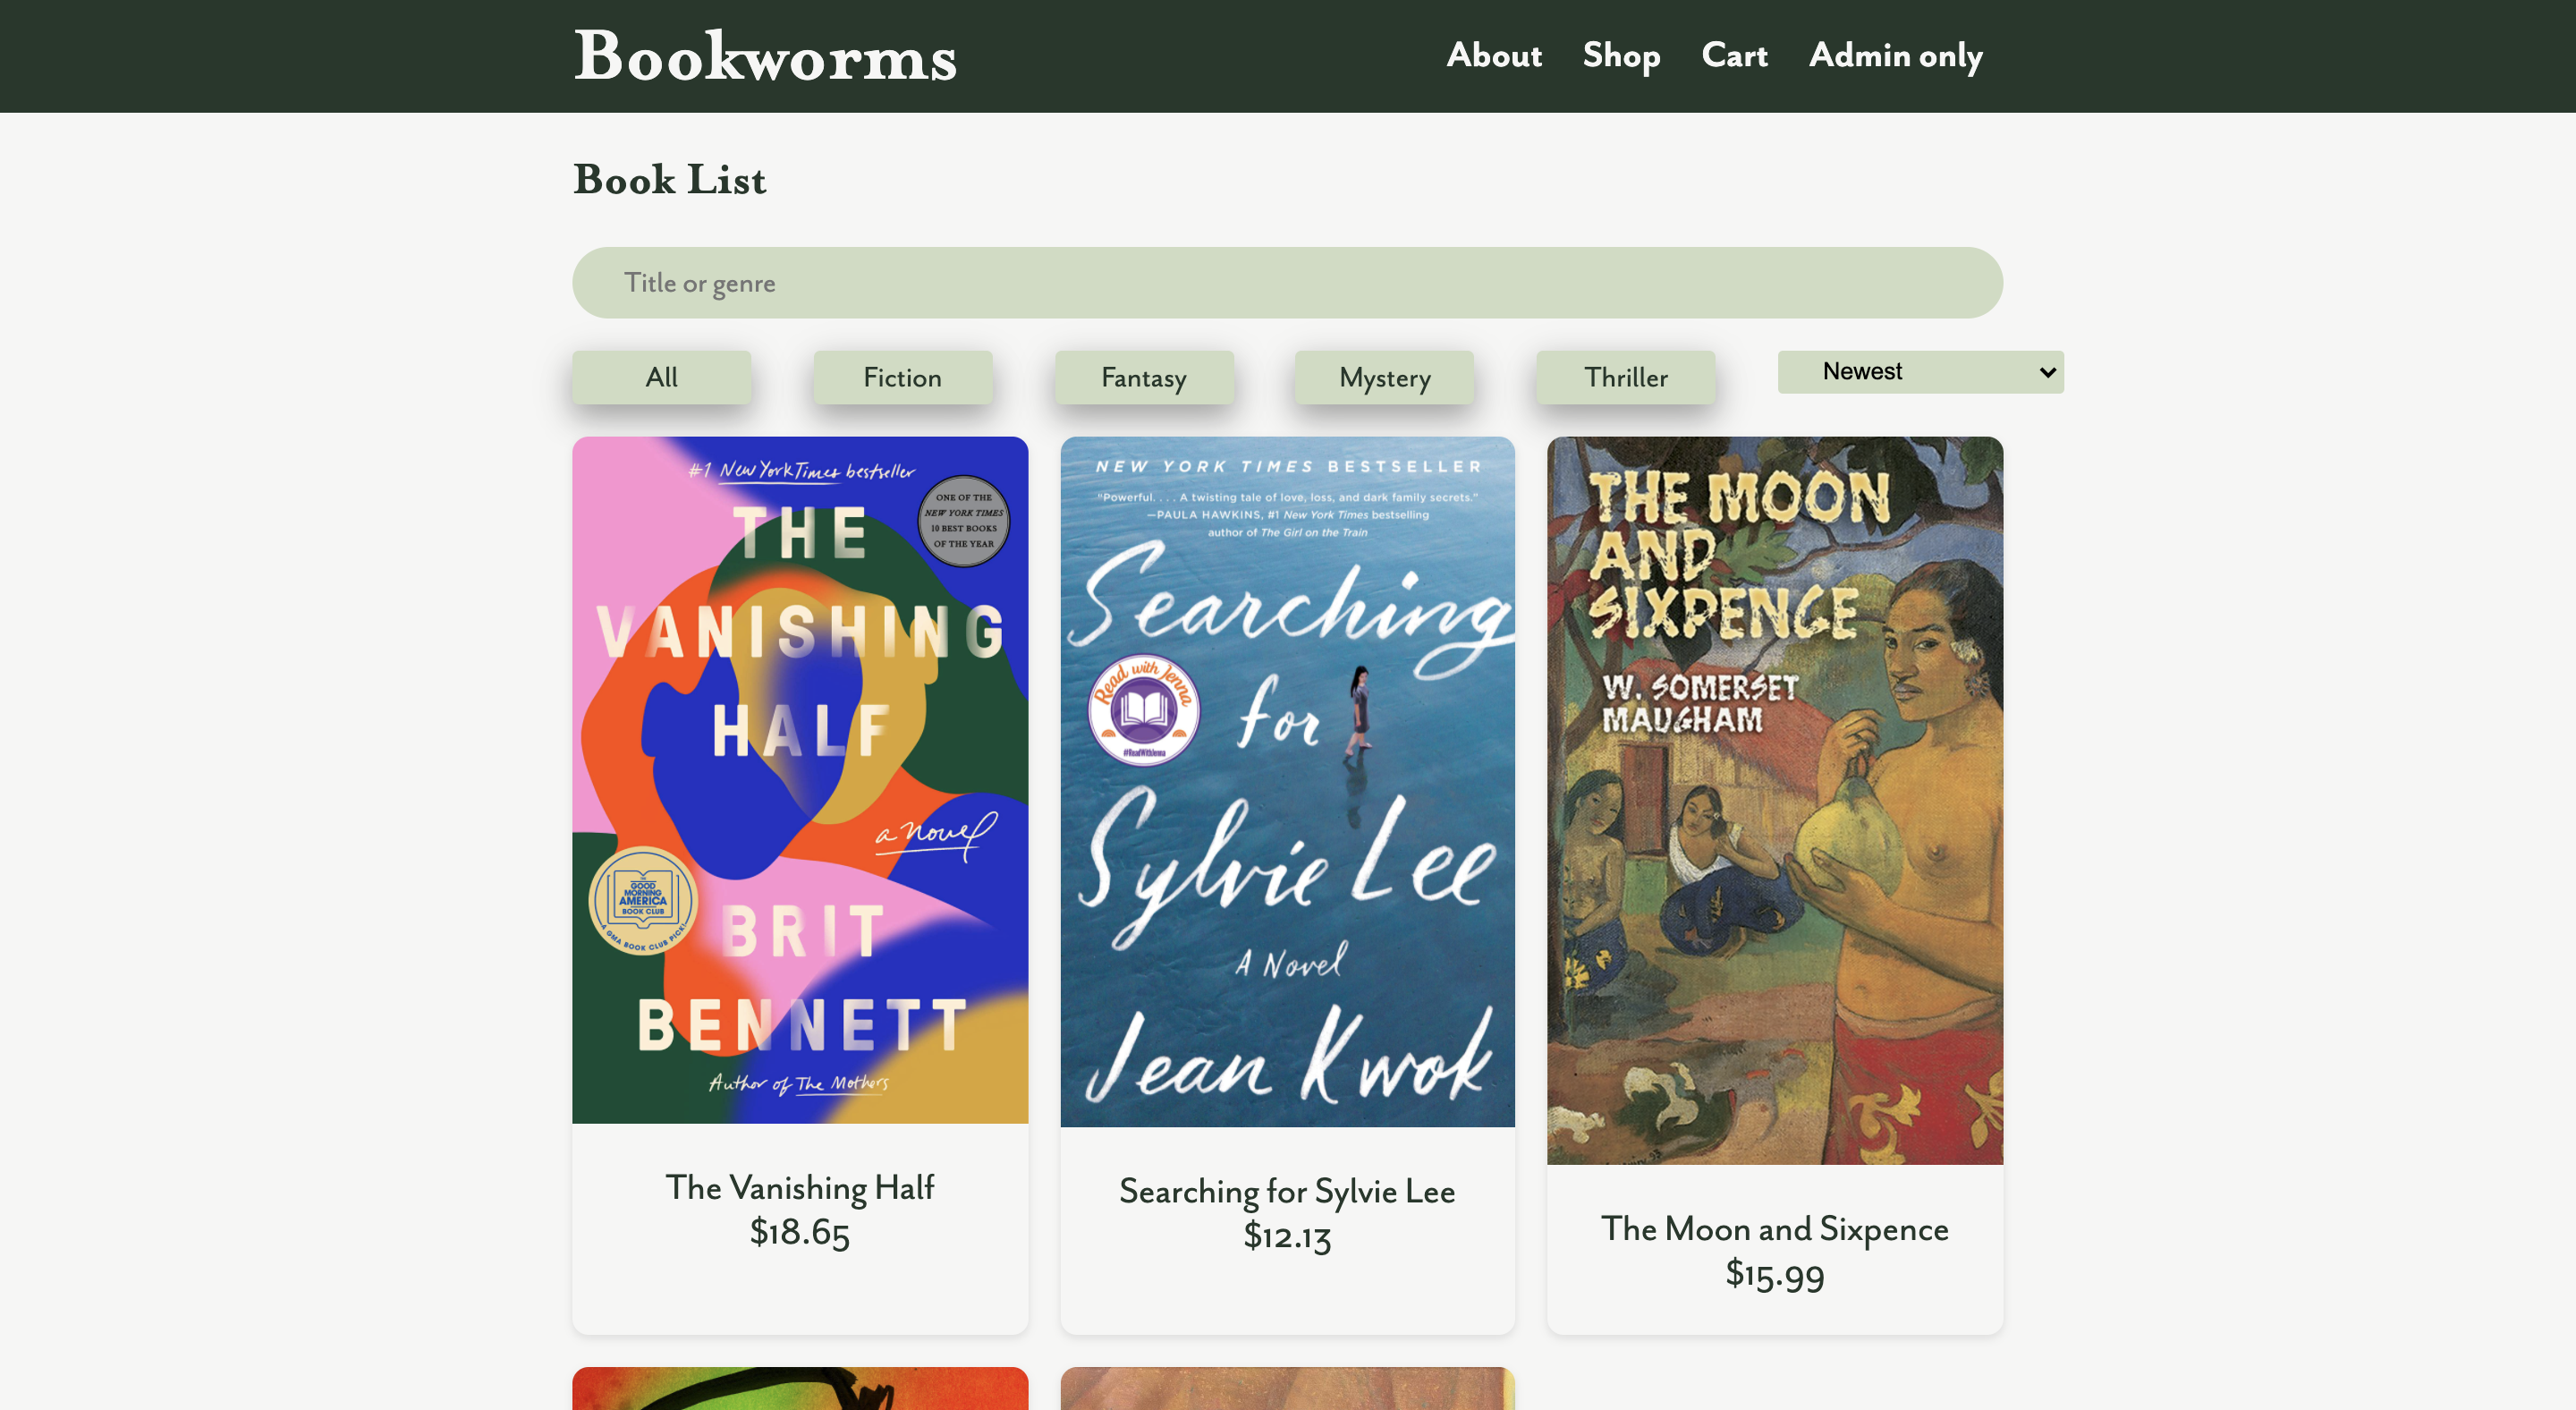 Bookworms
About Shop Cart Admin only
Book List
Title or genre
All Fiction Fantasy Mystery Thriller Newest
#1 New York Times bestseller
ONE OF THE
NEW YORK TIMES
10 BEST BOOKS
OF THE YEAR
THE
VANISHING
HALF
a novel
THE
GOOD
MORNING
AMERICA
BOOK CLUB
A GMA BOOK CLUB PICK!
BRIT
BENNETT
Author of The Mothers
The Vanishing Half
$18.65
NEW YORK TIMES BESTSELLER
"Powerful. . . . A twisting tale of love, loss, and dark family secrets."
—PAULA HAWKINS, #1 New York Times bestselling
author of The Girl on the Train
Searching
Read with Jenna
#ReadWithJenna
for
Sylvie Lee
A Novel
Jean Kwok
Searching for Sylvie Lee
$12.13
THE MOON
AND
SIXPENCE
W. SOMERSET
MAUGHAM
The Moon and Sixpence
$15.99